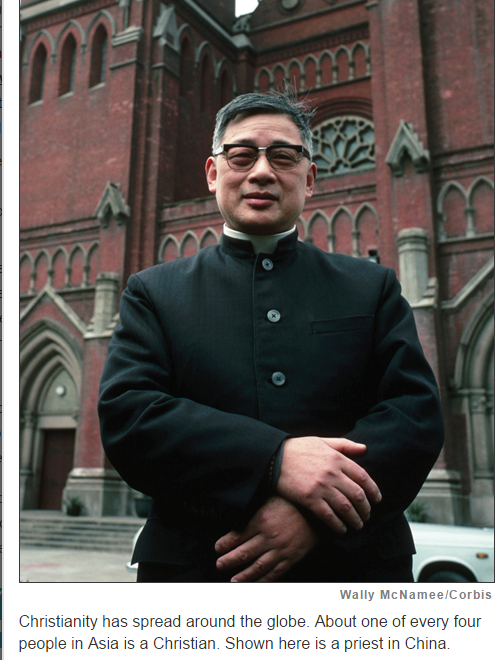 Wally McNamee/Corbis
Christianity has spread around the globe. About one of every four
people in Asia is a Christian. Shown here is a priest in China.